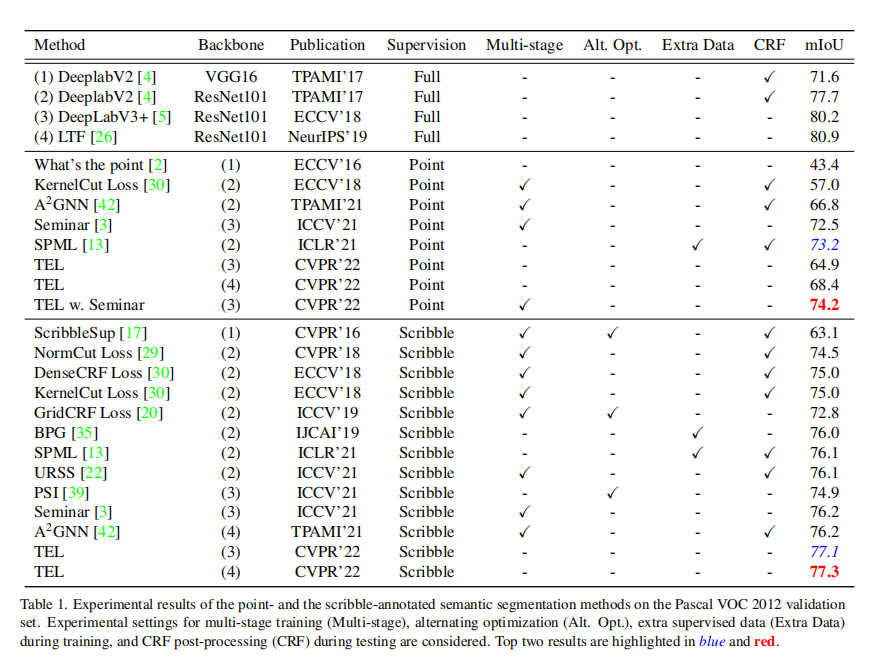 Method Backbone Publication Supervision Multi-stage Alt. Opt. Extra Data CRF mIoU
(1) DeeplabV2 [4] VGG16 TPAMI'17 Full - - - ✓ 71.6
(2) DeeplabV2 [4] ResNet101 TPAMI'17 Full - - - ✓ 77.7
(3) DeepLabV3+ [5] ResNet101 ECCV'18 Full - - - - 80.2
(4) LTF [26] ResNet101 NeurIPS'19 Full - - - - 80.9
What's the point [2] (1) ECCV'16 Point - - - - 43.4
KernelCut Loss [30] (2) ECCV'18 Point ✓ - - ✓ 57.0
A²GNN [42] (2) TPAMI'21 Point ✓ - - ✓ 66.8
Seminar [3] (3) ICCV'21 Point ✓ - - - 72.5
SPML [13] (2) ICLR'21 Point - - ✓ ✓ 73.2
TEL (3) CVPR'22 Point - - - - 64.9
TEL (4) CVPR'22 Point - - - - 68.4
TEL w. Seminar (3) CVPR'22 Point ✓ - - - 74.2
ScribbleSup [17] (1) CVPR'16 Scribble ✓ ✓ - ✓ 63.1
NormCut Loss [29] (2) CVPR'18 Scribble ✓ - - ✓ 74.5
DenseCRF Loss [30] (2) ECCV'18 Scribble ✓ - - ✓ 75.0
KernelCut Loss [30] (2) ECCV'18 Scribble ✓ - - ✓ 75.0
GridCRF Loss [20] (2) ICCV'19 Scribble ✓ ✓ - - 72.8
BPG [35] (2) IJCAI'19 Scribble - - ✓ - 76.0
SPML [13] (2) ICLR'21 Scribble - - ✓ ✓ 76.1
URSS [22] (2) ICCV'21 Scribble ✓ - - ✓ 76.1
PSI [39] (3) ICCV'21 Scribble - ✓ - - 74.9
Seminar [3] (3) ICCV'21 Scribble ✓ - - - 76.2
A²GNN [42] (4) TPAMI'21 Scribble ✓ - - ✓ 76.2
TEL (3) CVPR'22 Scribble - - - - 77.1
TEL (4) CVPR'22 Scribble - - - - 77.3
Table 1. Experimental results of the point- and the scribble-annotated semantic segmentation methods on the Pascal VOC 2012 validation
set. Experimental settings for multi-stage training (Multi-stage), alternating optimization (Alt. Opt.), extra supervised data (Extra Data)
during training, and CRF post-processing (CRF) during testing are considered. Top two results are highlighted in blue and red.